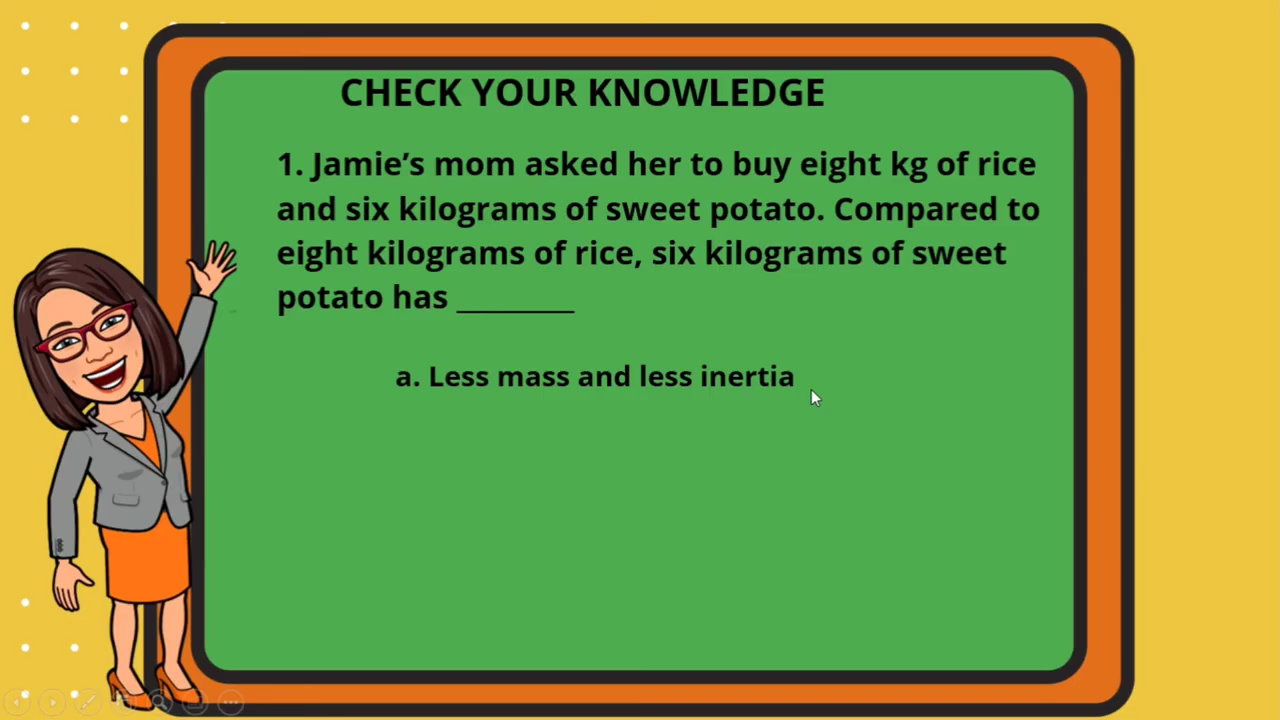 CHECK YOUR KNOWLEDGE
1. Jamie’s mom asked her to buy eight kg of rice
and six kilograms of sweet potato. Compared to
eight kilograms of rice, six kilograms of sweet
potato has _________
a. Less mass and less inertia